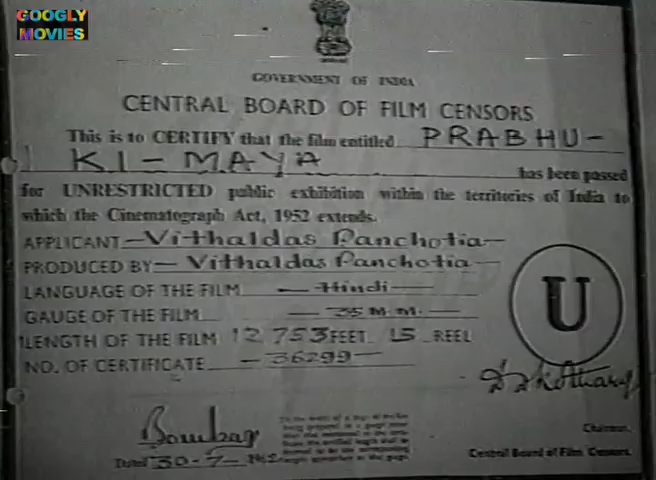 GOOGLY
MOVIES
GOVERNMENT OF INDIA
CENTRAL BOARD OF FILM CENSORS
This is to CERTIFY that the film entitled PRABHU-
KI-MAYA has been passed
for UNRESTRICTED public exhibition within the territories of India to
which the Cinematograph Act, 1952 extends.
APPLICANT - Vithaldas Panchotia -
PRODUCED BY - Vithaldas Panchotia -
LANGUAGE OF THE FILM - Hindi -
GAUGE OF THE FILM - 35 M.M. -
LENGTH OF THE FILM 12753 FEET 15 REEL
NO. OF CERTIFICATE - 36299 -
U
Bombay
Dated 30-7-
Chairman,
Central Board of Film Censors.